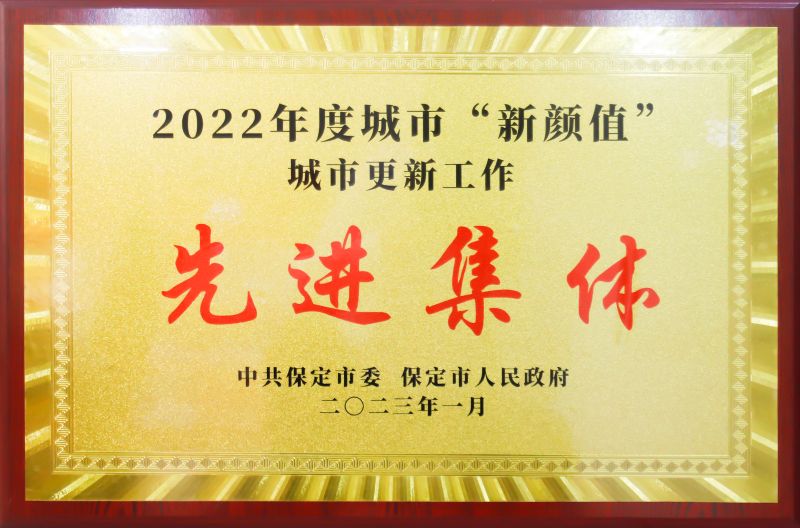 2022年度城市“新颜值”
城市更新工作
先进集体
中共保定市委 保定市人民政府
二〇二三年一月